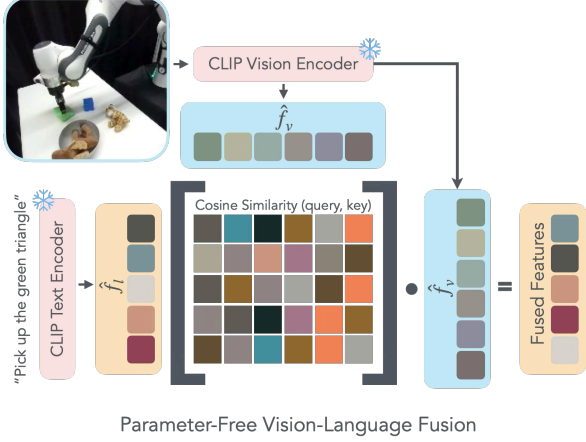 CLIP Vision Encoder
f̂ᵥ
"Pick up the green triangle"
CLIP Text Encoder
f̂ₗ
Cosine Similarity (query, key)
•
f̂ᵥ
=
Fused Features
Parameter-Free Vision-Language Fusion